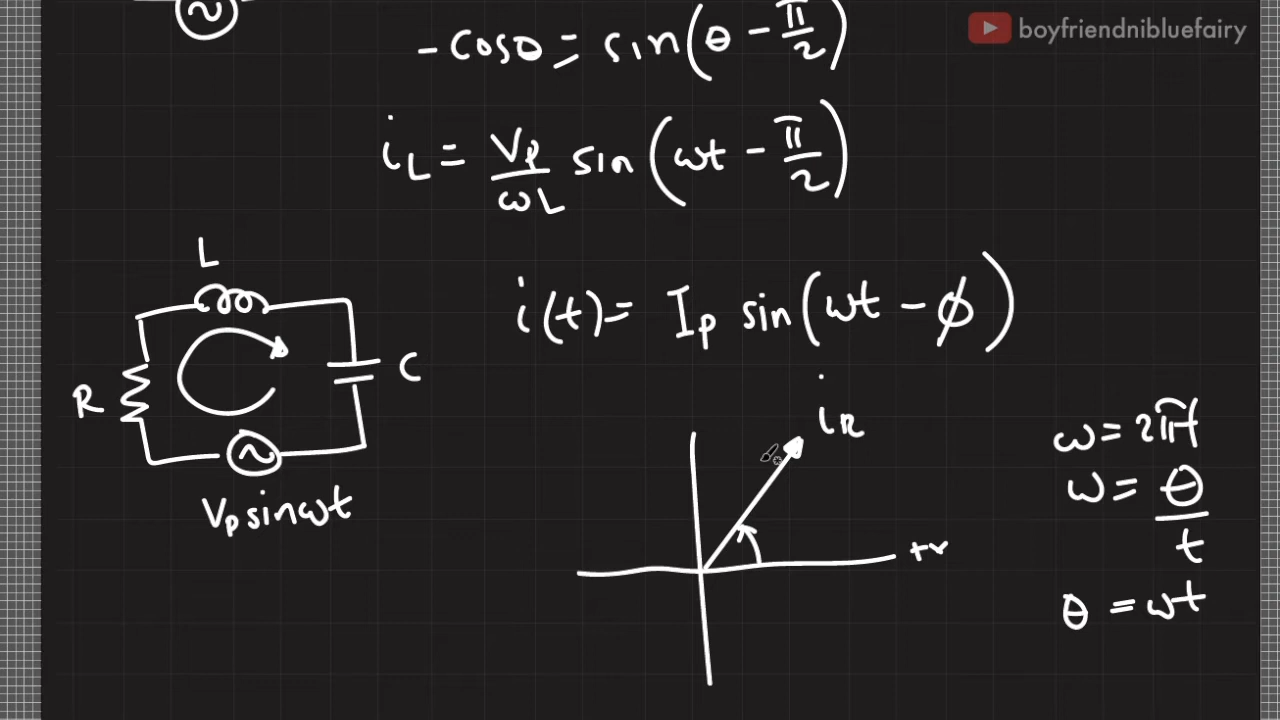 boyfriendnibluefairy
-cosθ = sin(θ - π/2)
i_L = V_P/ωL sin(ωt - π/2)
L
i(t) = I_P sin(ωt - ϕ)
R
C
V_P sinωt
i_R
+x
ω = 2πf
ω = θ/t
θ = ωt